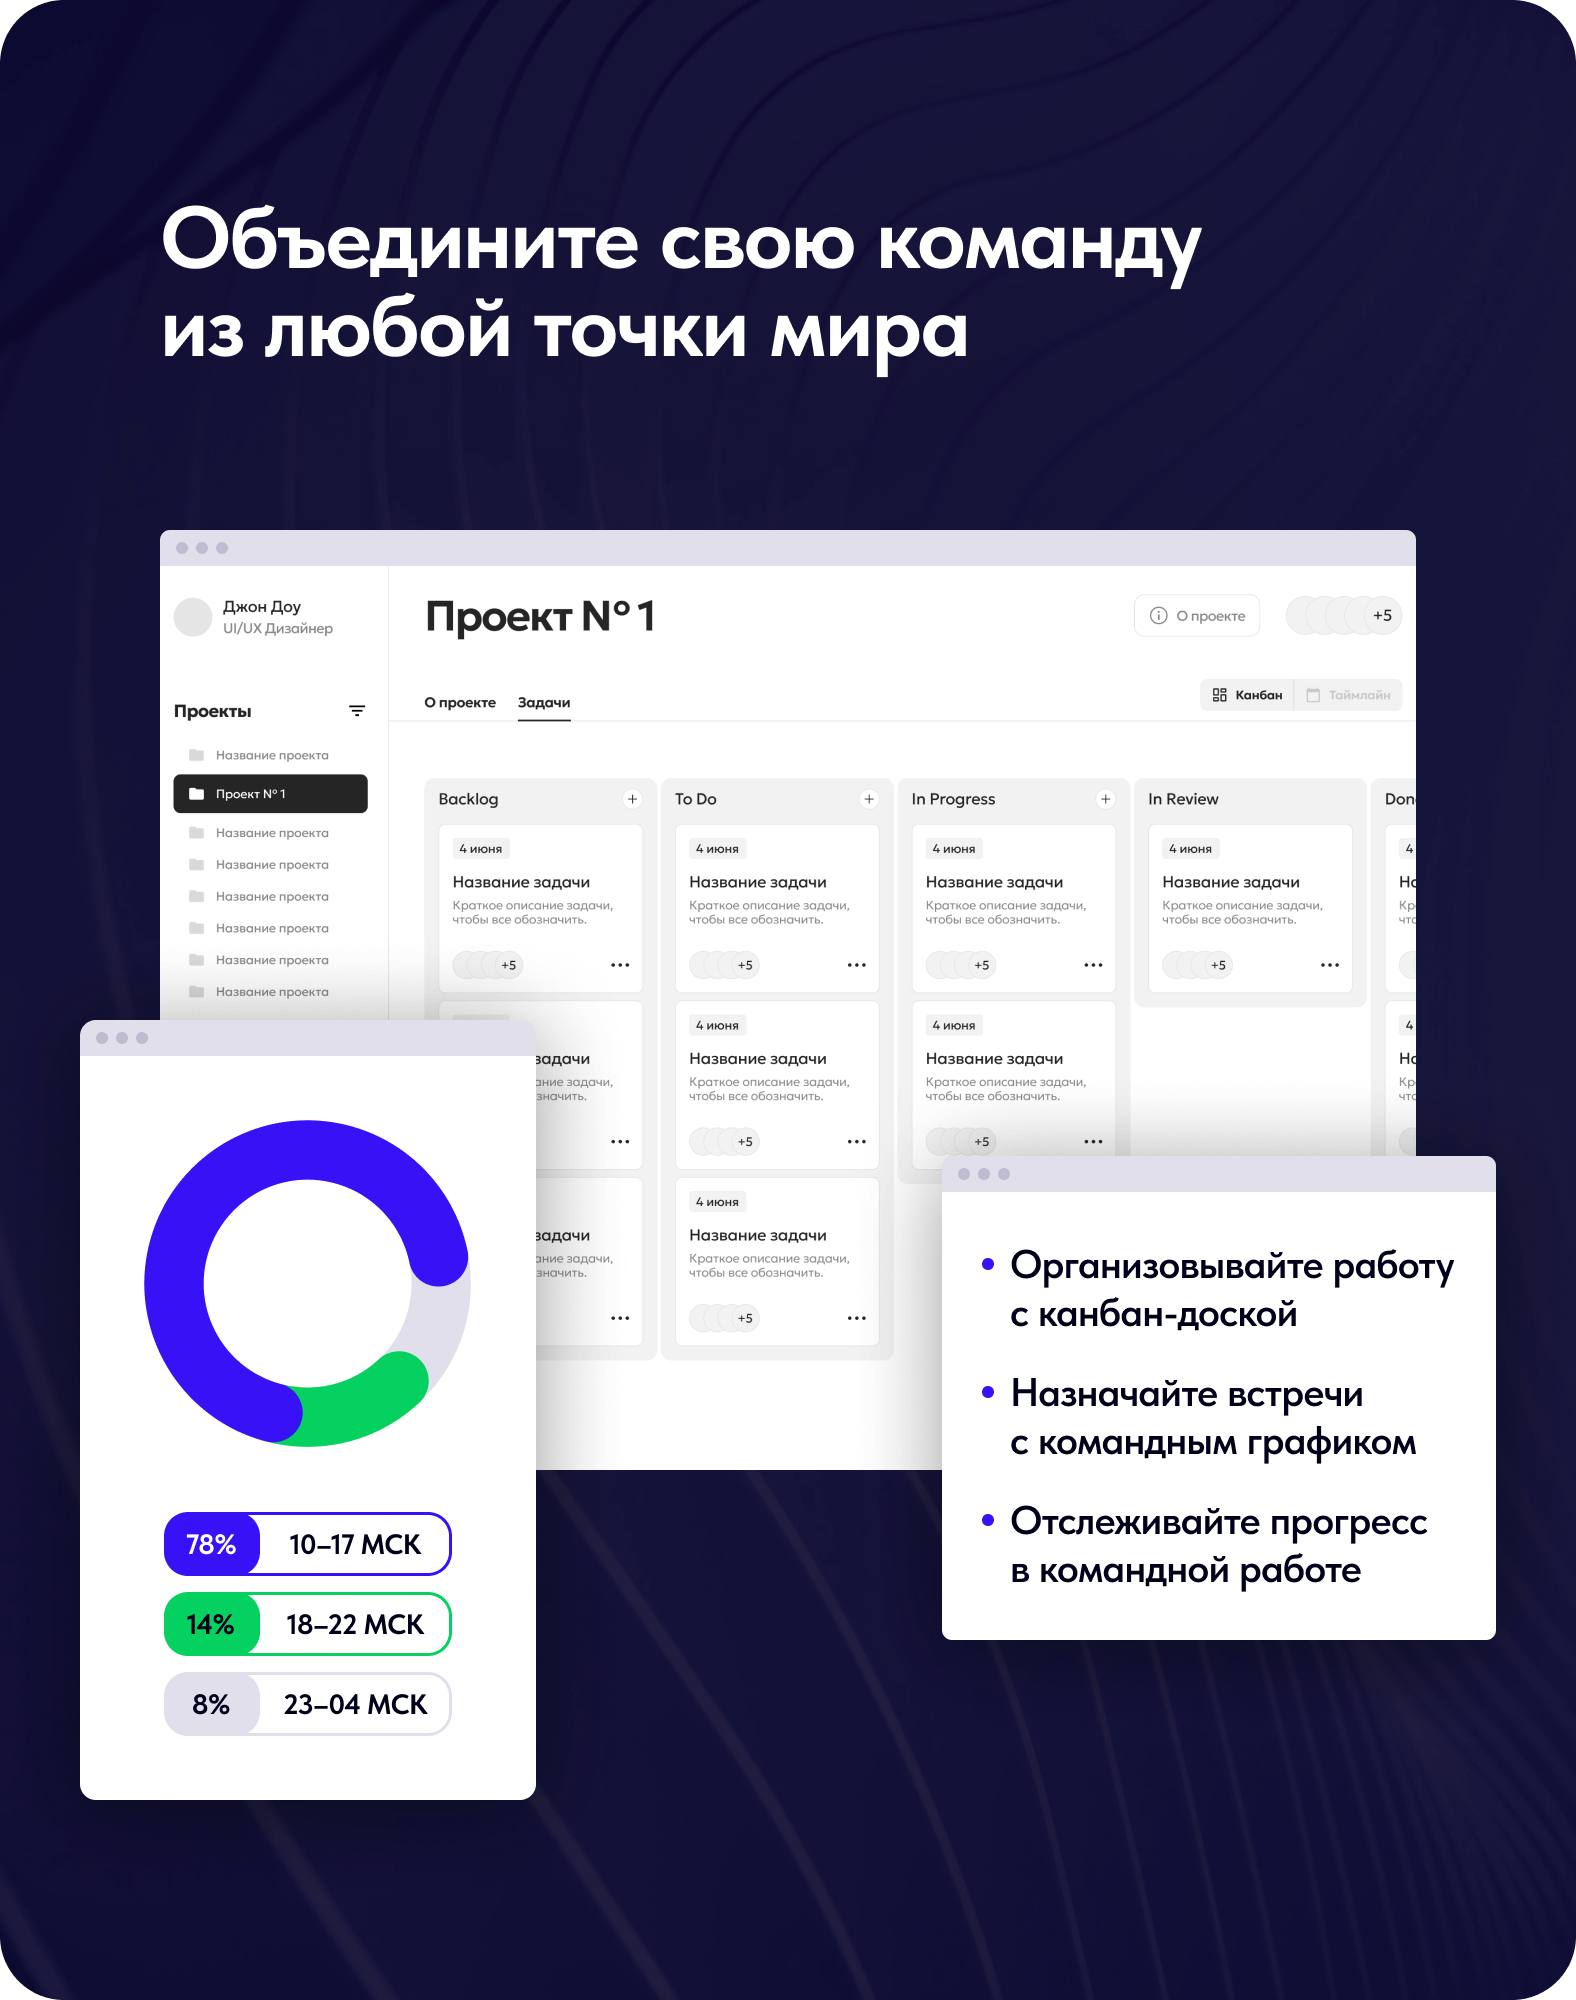 Объедините свою команду
из любой точки мира
Джон Доу
UI/UX Дизайнер
Проекты
Название проекта
Проект № 1
Название проекта
Название проекта
Название проекта
Название проекта
Название проекта
Название проекта
Проект № 1
О проекте
+5
О проекте
Задачи
Канбан
Таймлайн
Backlog
4 июня
Название задачи
Краткое описание задачи,
чтобы все обозначить.
+5
задачи
задачи,
задачи
задачи,
To Do
4 июня
Название задачи
Краткое описание задачи,
чтобы все обозначить.
+5
4 июня
Название задачи
Краткое описание задачи,
чтобы все обозначить.
+5
4 июня
Название задачи
Краткое описание задачи,
чтобы все обозначить.
+5
In Progress
4 июня
Название задачи
Краткое описание задачи,
чтобы все обозначить.
+5
4 июня
Название задачи
Краткое описание задачи,
чтобы все обозначить.
+5
In Review
4 июня
Название задачи
Краткое описание задачи,
чтобы все обозначить.
+5
4
4
78% 10–17 МСК
14% 18–22 МСК
8% 23–04 МСК
Организовывайте работу
с канбан-доской
Назначайте встречи
с командным графиком
Отслеживайте прогресс
в командной работе